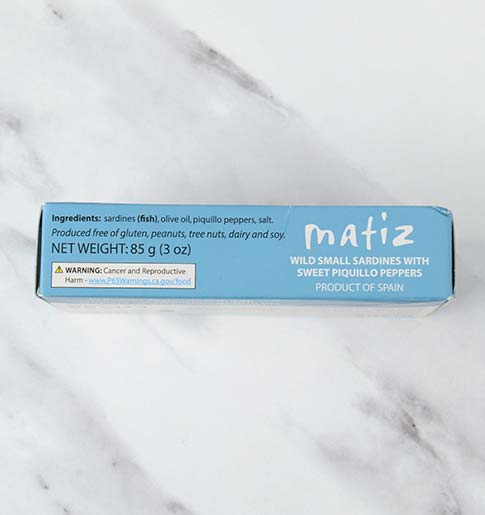 Ingredients: sardines (fish), olive oil, piquillo peppers, salt.
Produced free of gluten, peanuts, tree nuts, dairy and soy.
NET WEIGHT: 85 g (3 oz)
WARNING: Cancer and Reproductive
Harm - www.P65Warnings.ca.gov/food
matiz
WILD SMALL SARDINES WITH
SWEET PIQUILLO PEPPERS
PRODUCT OF SPAIN